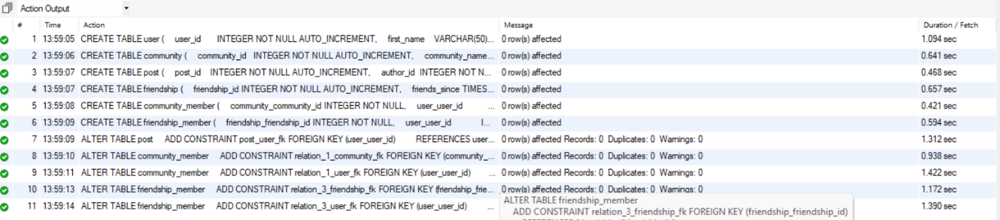 Action Output
# Time Action Message Duration / Fetch
1 13:59:05 CREATE TABLE user ( user_id INTEGER NOT NULL AUTO_INCREMENT, first_name VARCHAR(50)... 0 row(s) affected 1.094 sec
2 13:59:06 CREATE TABLE community ( community_id INTEGER NOT NULL AUTO_INCREMENT, community_name... 0 row(s) affected 0.641 sec
3 13:59:07 CREATE TABLE post ( post_id INTEGER NOT NULL AUTO_INCREMENT, author_id INTEGER NOT N... 0 row(s) affected 0.468 sec
4 13:59:07 CREATE TABLE friendship ( friendship_id INTEGER NOT NULL AUTO_INCREMENT, friends_since TIMES... 0 row(s) affected 0.657 sec
5 13:59:08 CREATE TABLE community_member ( community_community_id INTEGER NOT NULL, user_user_id ... 0 row(s) affected 0.421 sec
6 13:59:09 CREATE TABLE friendship_member ( friendship_friendship_id INTEGER NOT NULL, user_user_id I... 0 row(s) affected 0.594 sec
7 13:59:09 ALTER TABLE post ADD CONSTRAINT post_user_fk FOREIGN KEY (user_user_id) REFERENCES user... 0 row(s) affected Records: 0 Duplicates: 0 Warnings: 0 1.312 sec
8 13:59:10 ALTER TABLE community_member ADD CONSTRAINT relation_1_community_fk FOREIGN KEY (community_... 0 row(s) affected Records: 0 Duplicates: 0 Warnings: 0 0.938 sec
9 13:59:11 ALTER TABLE community_member ADD CONSTRAINT relation_1_user_fk FOREIGN KEY (user_user_id) ... 0 row(s) affected Records: 0 Duplicates: 0 Warnings: 0 1.422 sec
10 13:59:13 ALTER TABLE friendship_member ADD CONSTRAINT relation_3_friendship_fk FOREIGN KEY (friendship_frie... 0 row(s) affected Records: 0 Duplicates: 0 Warnings: 0 1.172 sec
11 13:59:14 ALTER TABLE friendship_member ADD CONSTRAINT relation_3_user_fk FOREIGN KEY (user_user_id) ... 1.390 sec
ALTER TABLE friendship_member
ADD CONSTRAINT relation_3_friendship_fk FOREIGN KEY (friendship_friendship_id)